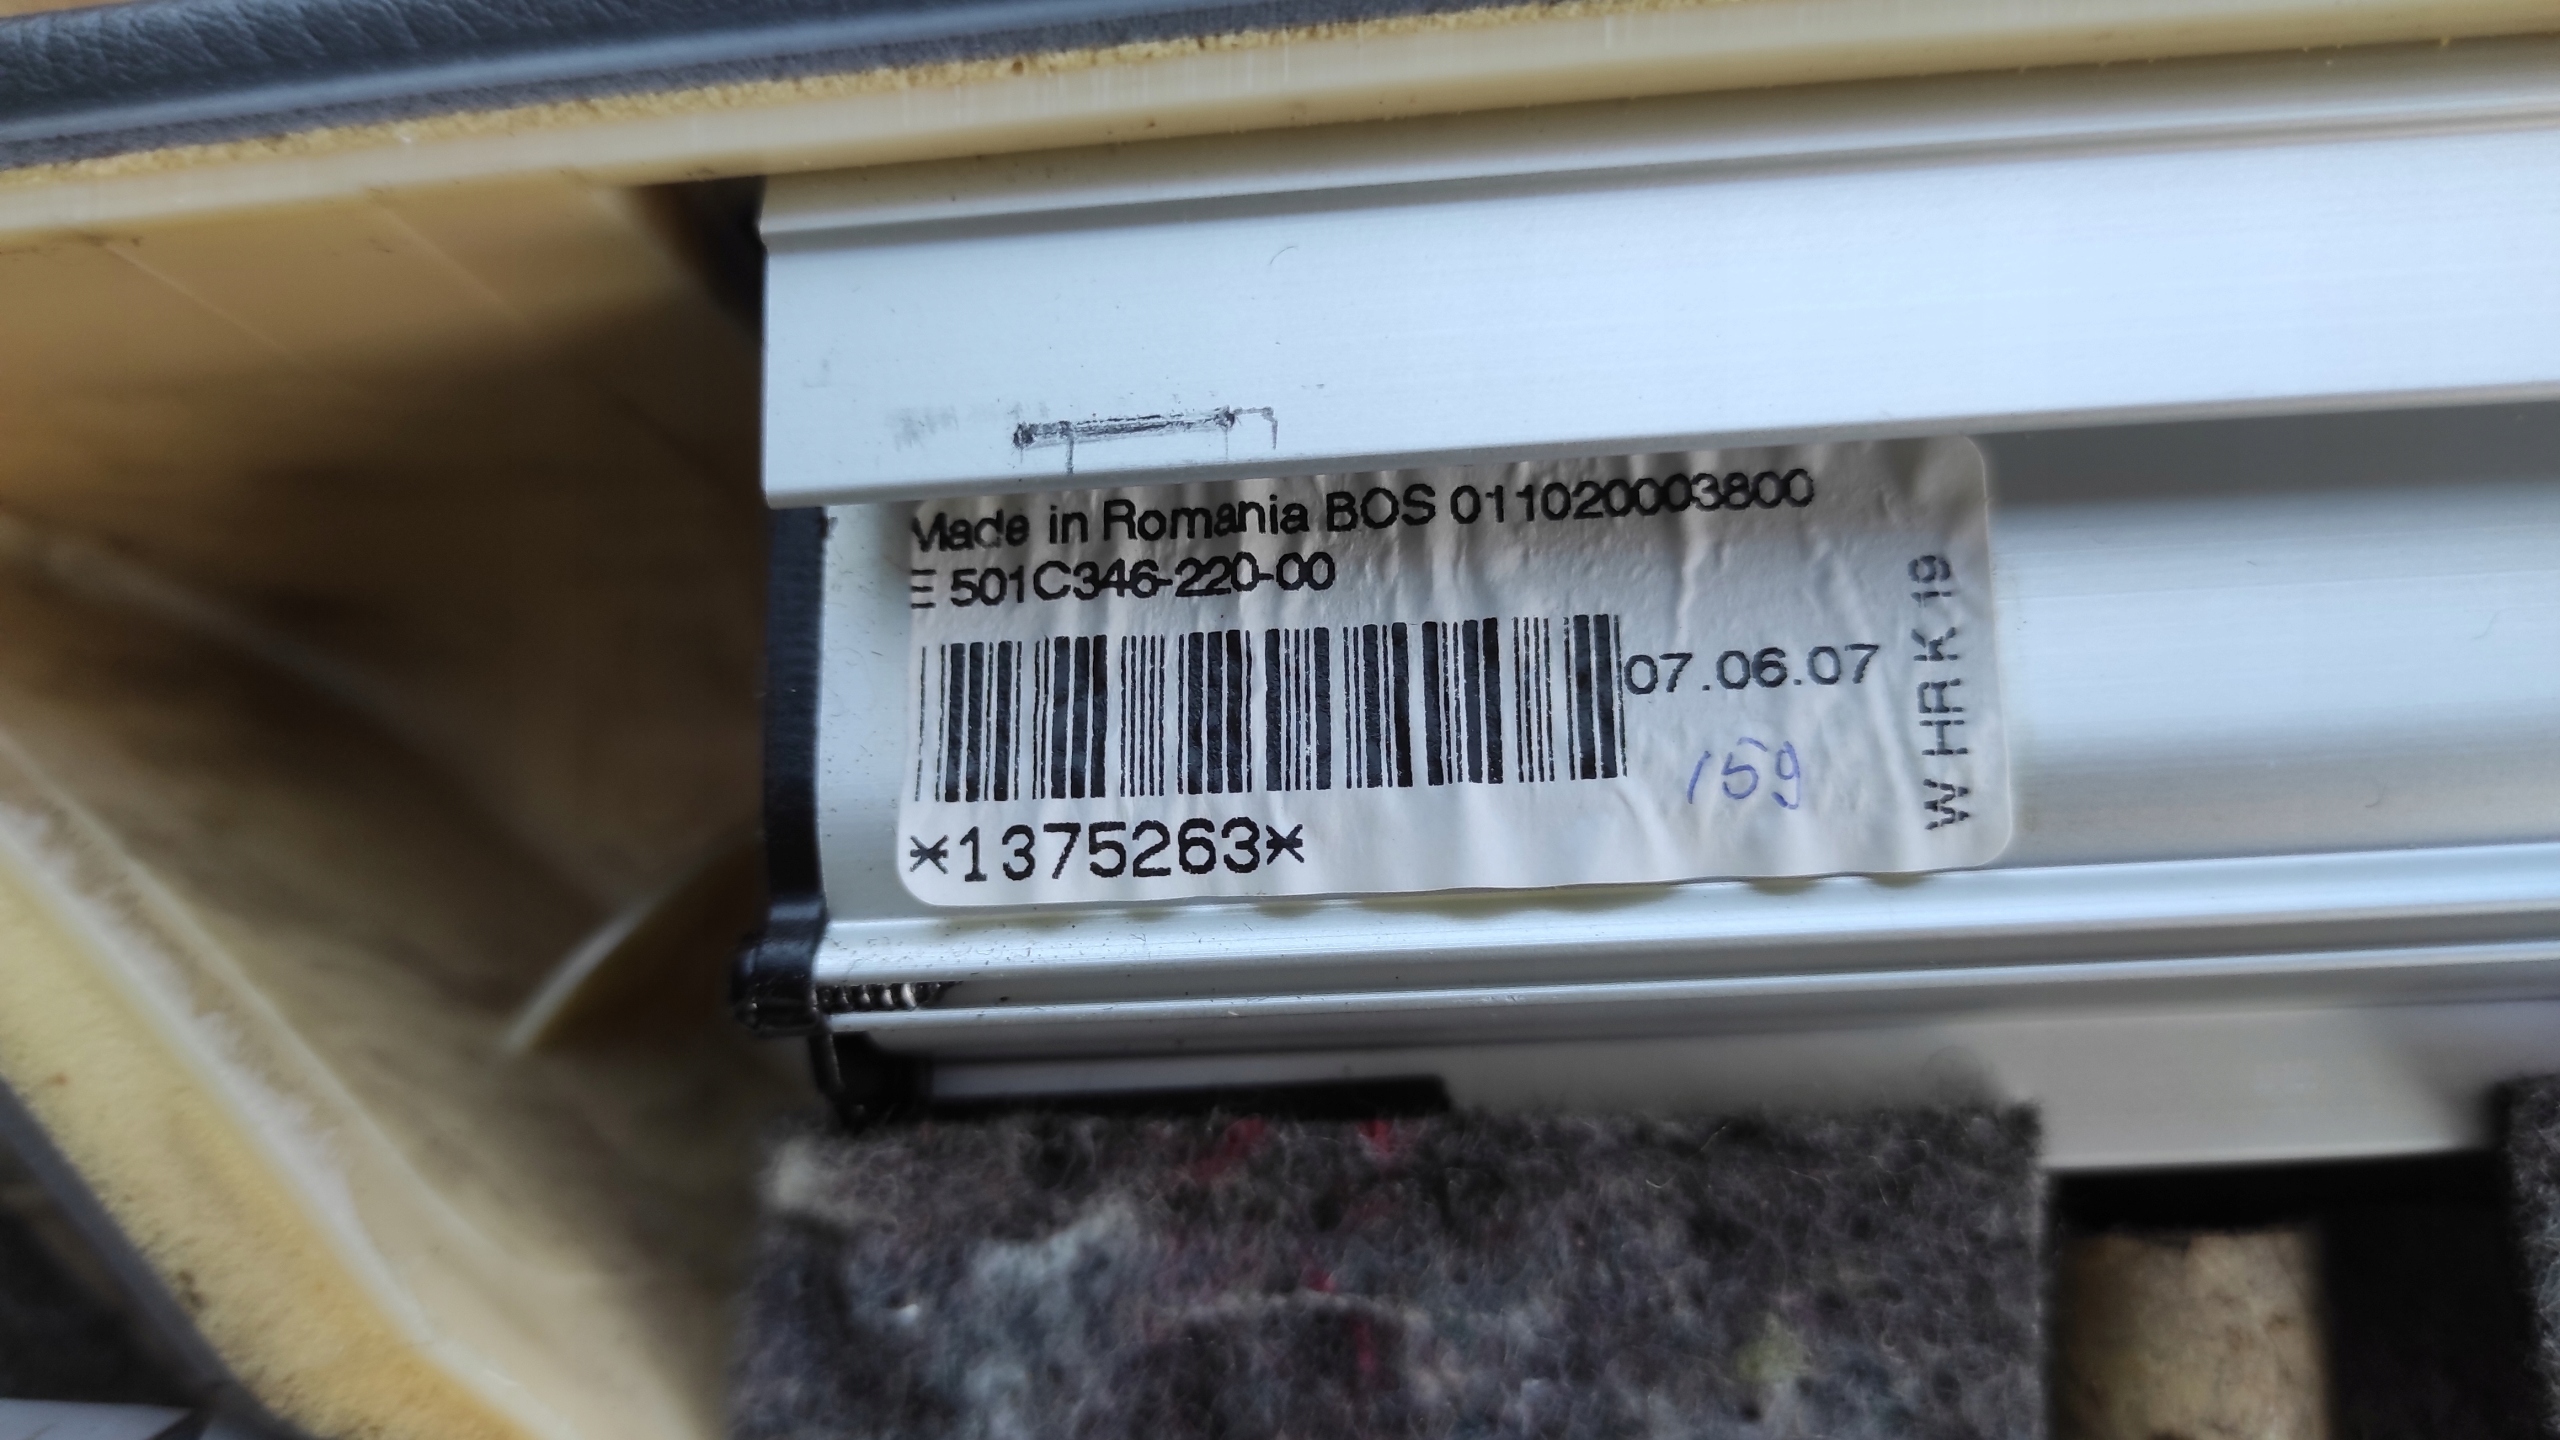 Made in Romania BOS 011020003800
E 501C346-220-00
07.06.07
159
*1375263*
W HR K 19